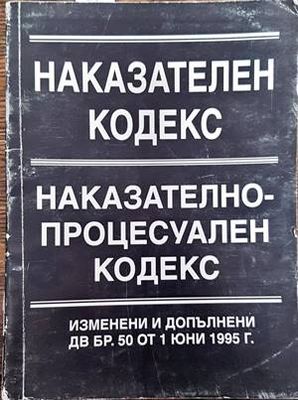 НАКАЗАТЕЛЕН
КОДЕКС
НАКАЗАТЕЛНО-
ПРОЦЕСУАЛЕН
КОДЕКС
ИЗМЕНЕНИ И ДОПЪЛНЕНИ
ДВ БР. 50 ОТ 1 ЮНИ 1995 Г.